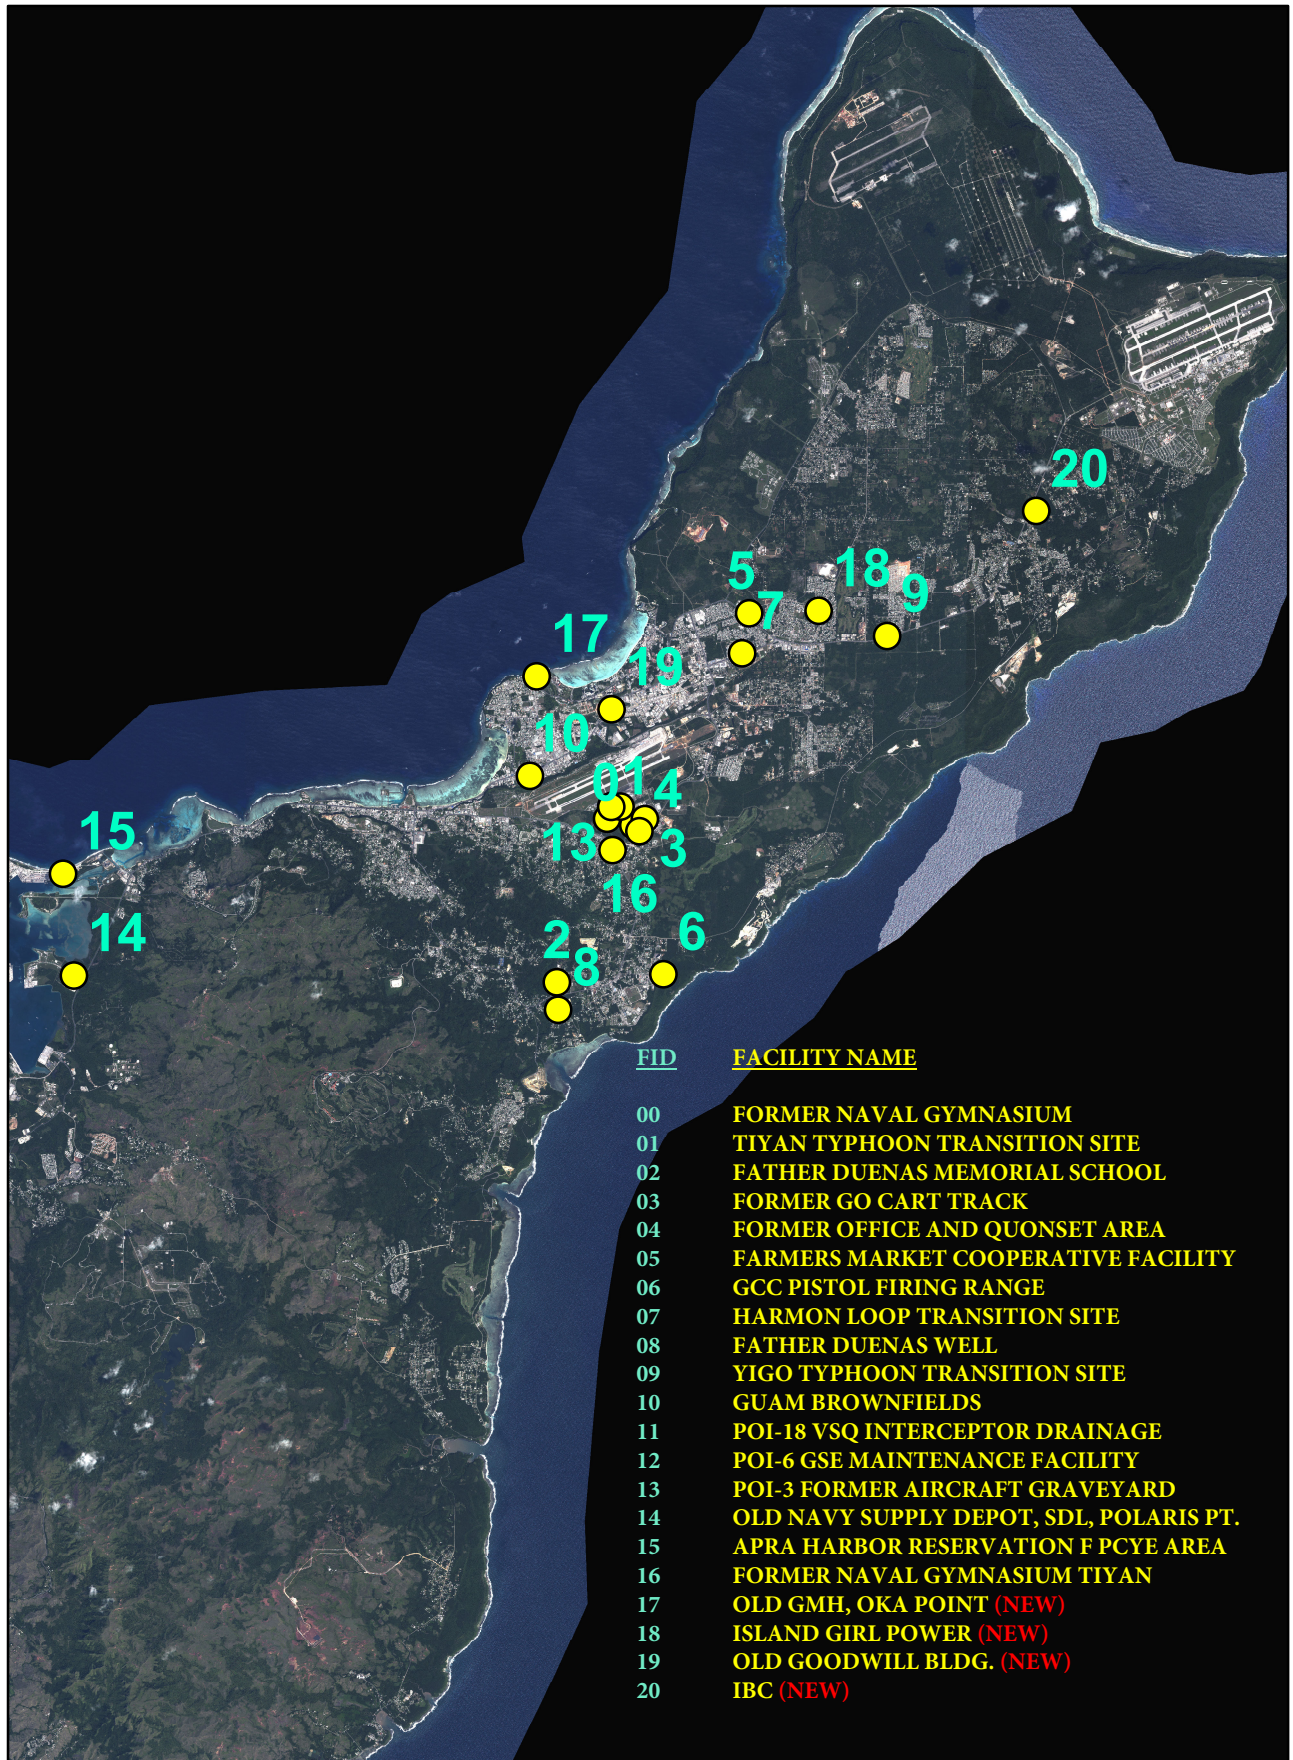 20
5
18
9
7
17
19
10
0
1
4
15
13
3
16
14
2
6
8
FID FACILITY NAME
00 FORMER NAVAL GYMNASIUM
01 TIYAN TYPHOON TRANSITION SITE
02 FATHER DUENAS MEMORIAL SCHOOL
03 FORMER GO CART TRACK
04 FORMER OFFICE AND QUONSET AREA
05 FARMERS MARKET COOPERATIVE FACILITY
06 GCC PISTOL FIRING RANGE
07 HARMON LOOP TRANSITION SITE
08 FATHER DUENAS WELL
09 YIGO TYPHOON TRANSITION SITE
10 GUAM BROWNFIELDS
11 POI-18 VSQ INTERCEPTOR DRAINAGE
12 POI-6 GSE MAINTENANCE FACILITY
13 POI-3 FORMER AIRCRAFT GRAVEYARD
14 OLD NAVY SUPPLY DEPOT, SDL, POLARIS PT.
15 APRA HARBOR RESERVATION F PCYE AREA
16 FORMER NAVAL GYMNASIUM TIYAN
17 OLD GMH, OKA POINT (NEW)
18 ISLAND GIRL POWER (NEW)
19 OLD GOODWILL BLDG. (NEW)
20 IBC (NEW)